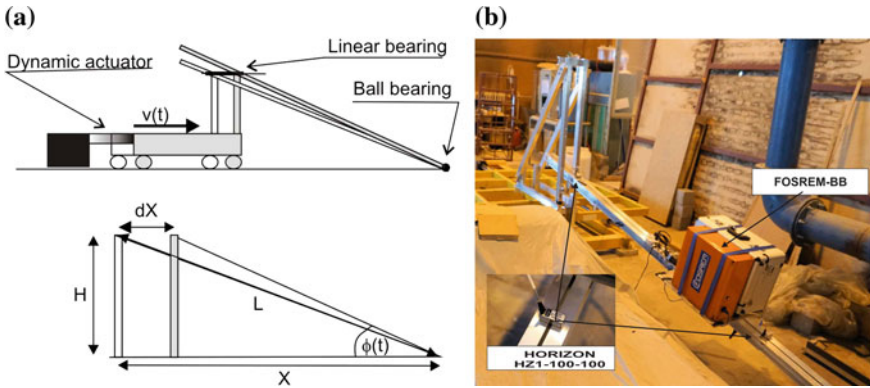 (a)
Linear bearing
Dynamic actuator
Ball bearing
v(t)
dX
H
L
ϕ(t)
X
(b)
FOSREM-BB
HORIZON
HZ1-100-100